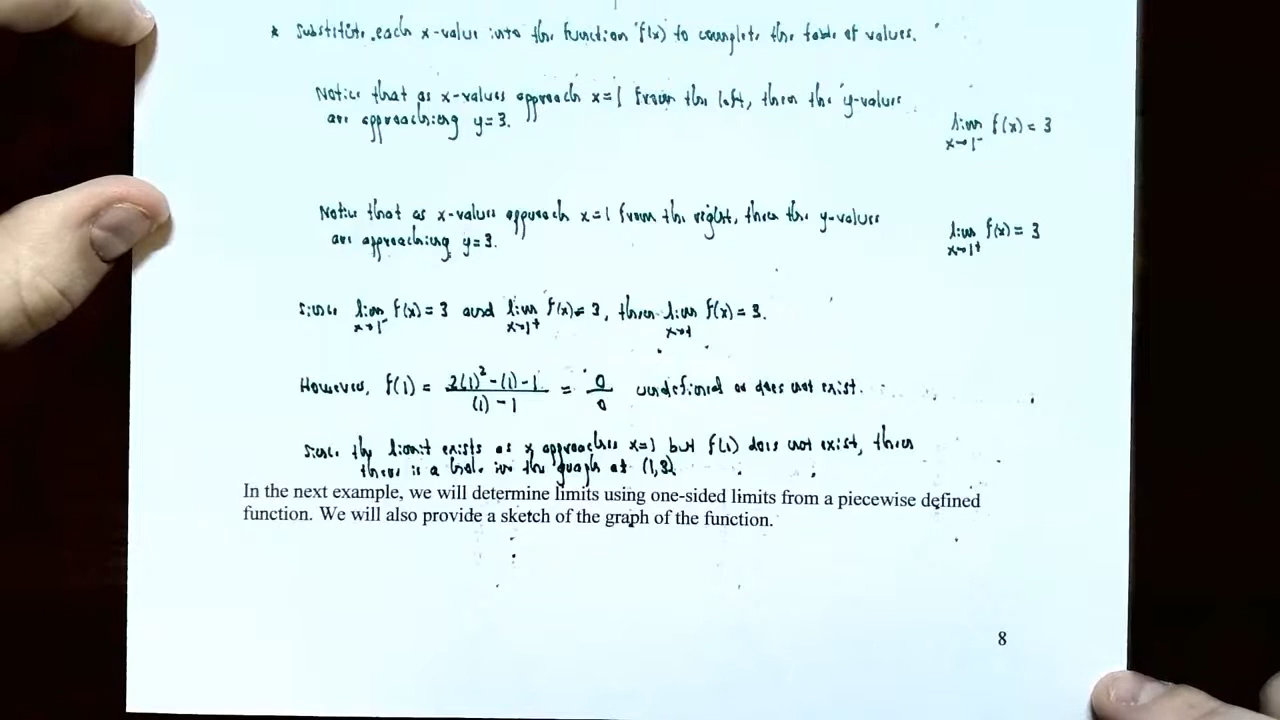 * Substitute each x-value into the function f(x) to complete the table of values.
Notice that as x-values approach x=1 from the left, then the y-values
are approaching y=3.
lim f(x) = 3
x→1⁻
Notice that as x-values approach x=1 from the right, then the y-values
are approaching y=3.
lim f(x) = 3
x→1⁺
Since lim f(x) = 3 and lim f(x) = 3, then lim f(x) = 3.
x→1⁻ x→1⁺ x→1
However, f(1) = 2(1)²-(1)-1 / (1)-1 = 0/0 undefined or does not exist.
Since the limit exists as x approaches x=1 but f(1) does not exist, then
there is a hole in the graph at (1,3).
In the next example, we will determine limits using one-sided limits from a piecewise defined
function. We will also provide a sketch of the graph of the function.
8